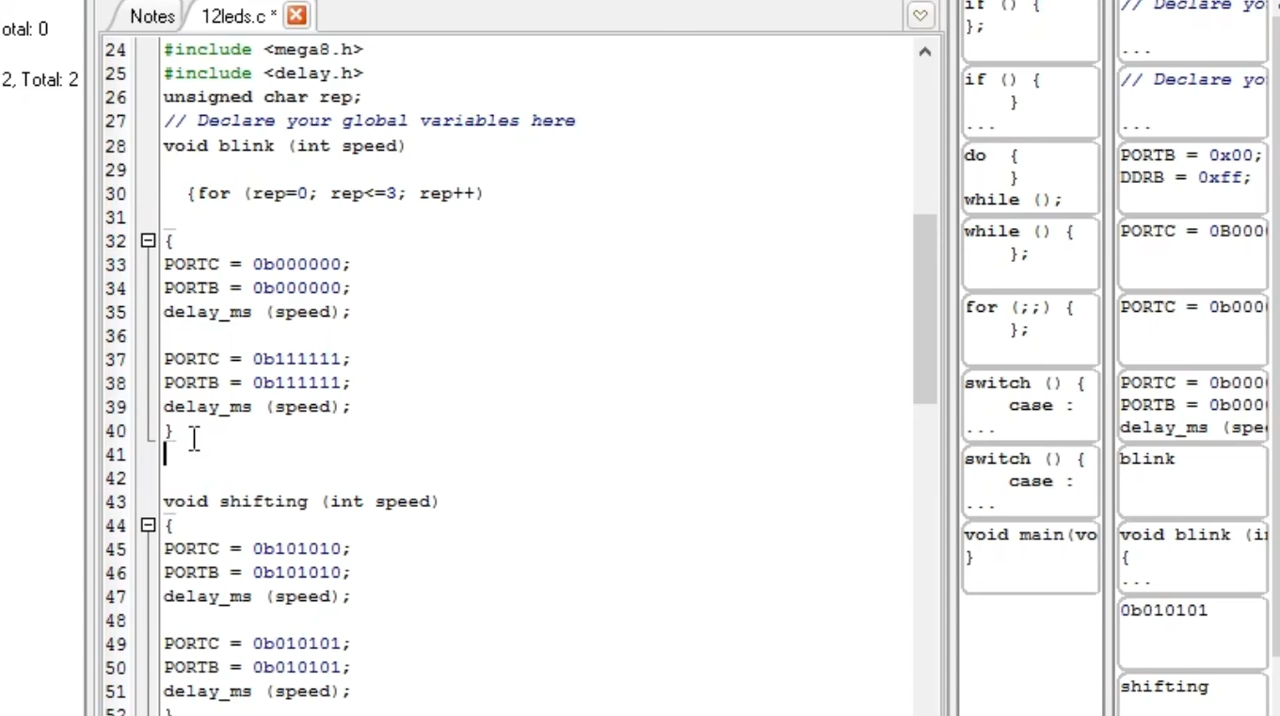 otal: 0
2, Total: 2
Notes
12leds.c *
24 #include <mega8.h>
25 #include <delay.h>
26 unsigned char rep;
27 // Declare your global variables here
28 void blink (int speed)
29
30 {for (rep=0; rep<=3; rep++)
31
32 {
33 PORTC = 0b000000;
34 PORTB = 0b000000;
35 delay_ms (speed);
36
37 PORTC = 0b111111;
38 PORTB = 0b111111;
39 delay_ms (speed);
40 }
41
42
43 void shifting (int speed)
44 {
45 PORTC = 0b101010;
46 PORTB = 0b101010;
47 delay_ms (speed);
48
49 PORTC = 0b010101;
50 PORTB = 0b010101;
51 delay_ms (speed);
52 }
if () {
};
if () {
}
...
do {
}
while ();
while () {
};
for (;;) {
};
switch () {
case :
...
switch () {
case :
...
void main(vo
}
// Declare yo
...
// Declare yo
...
PORTB = 0x00;
DDRB = 0xff;
PORTC = 0B000
PORTC = 0b000
PORTC = 0b000
PORTB = 0b000
delay_ms (spe
blink
void blink (i
{
...
0b010101
shifting